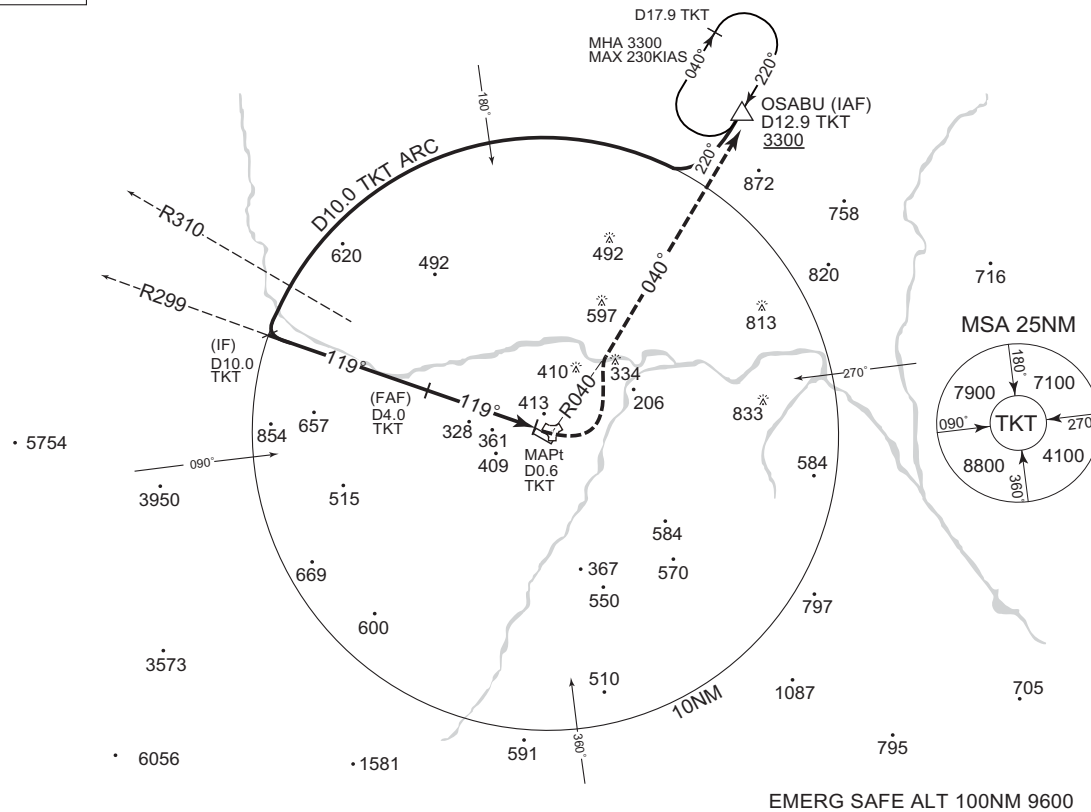 D17.9 TKT
MHA 3300
MAX 230KIAS
040°
220°
OSABU (IAF)
D12.9 TKT
3300
220°
180°
D10.0 TKT ARC
872
R310
758
620
492
492
040°
820
716
R299
597
813
MSA 25NM
(IF)
D10.0
TKT
119°
410
334
270°
180°
7900
7100
090°
TKT
270°
8800
4100
360°
(FAF)
D4.0
TKT
119°
R040
206
833
413
854
657
328
361
409
MAPt
D0.6
TKT
5754
090°
584
3950
515
584
669
367
570
550
797
600
3573
510
10NM
1087
705
360°
591
795
6056
1581
EMERG SAFE ALT 100NM 9600